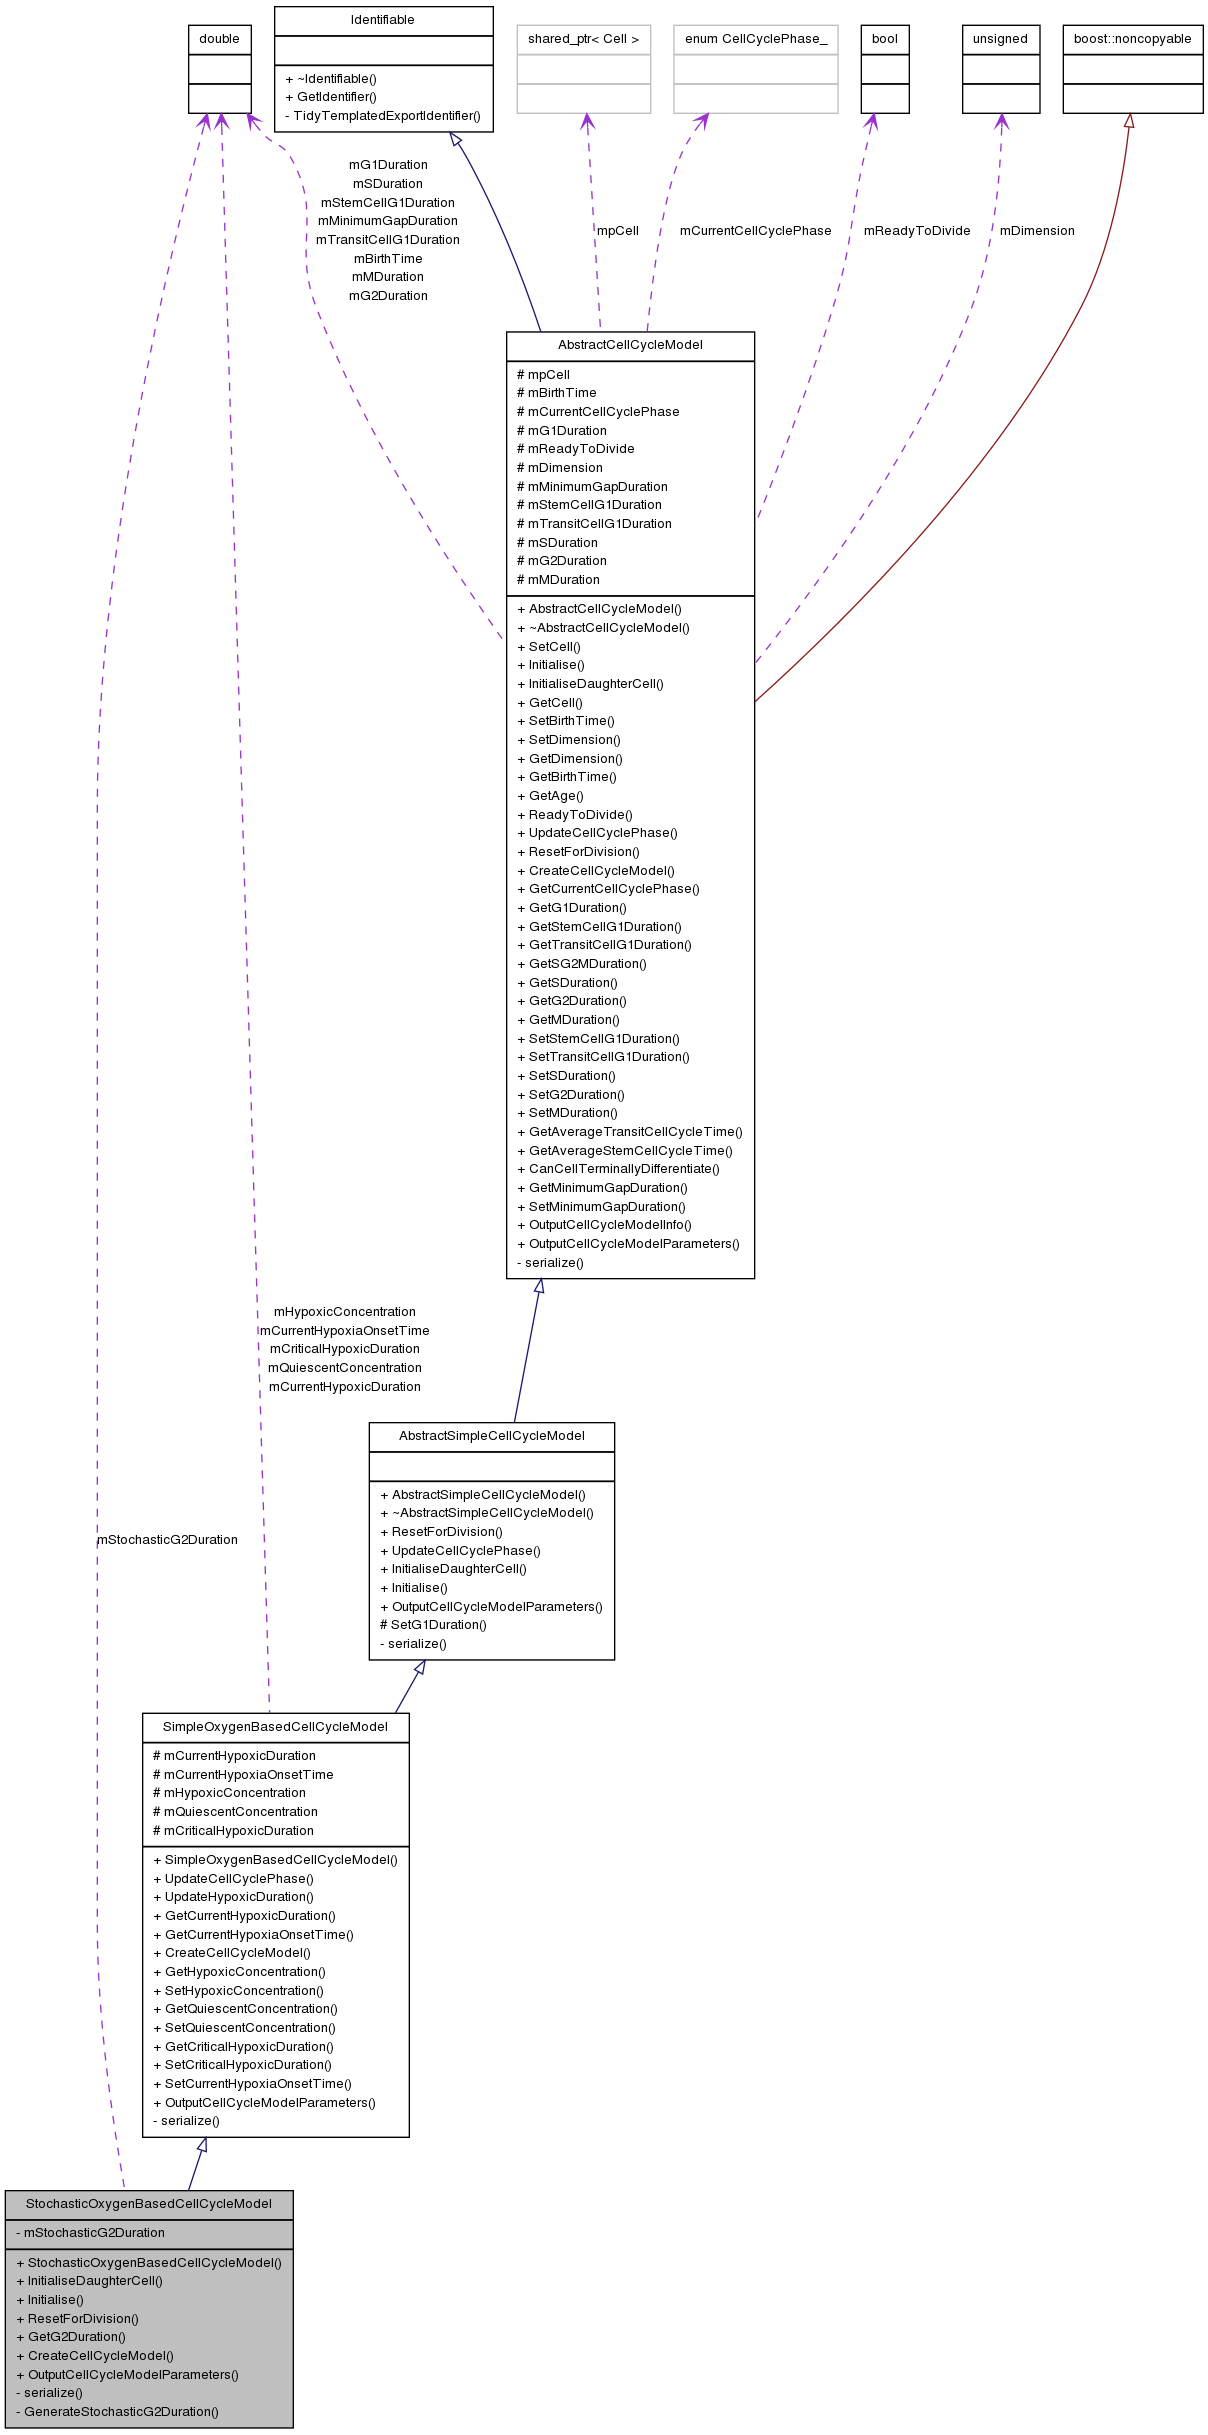 Identifiable
+ ~Identifiable()
+ GetIdentifier()
- TidyTemplatedExportIdentifier()
double
shared_ptr< Cell >
enum CellCyclePhase_
bool
unsigned
boost::noncopyable
mG1Duration
mSDuration
mStemCellG1Duration
mMinimumGapDuration
mTransitCellG1Duration
mBirthTime
mMDuration
mG2Duration
mpCell
mCurrentCellCyclePhase
mReadyToDivide
mDimension
AbstractCellCycleModel
# mpCell
# mBirthTime
# mCurrentCellCyclePhase
# mG1Duration
# mReadyToDivide
# mDimension
# mMinimumGapDuration
# mStemCellG1Duration
# mTransitCellG1Duration
# mSDuration
# mG2Duration
# mMDuration
+ AbstractCellCycleModel()
+ ~AbstractCellCycleModel()
+ SetCell()
+ Initialise()
+ InitialiseDaughterCell()
+ GetCell()
+ SetBirthTime()
+ SetDimension()
+ GetDimension()
+ GetBirthTime()
+ GetAge()
+ ReadyToDivide()
+ UpdateCellCyclePhase()
+ ResetForDivision()
+ CreateCellCycleModel()
+ GetCurrentCellCyclePhase()
+ GetG1Duration()
+ GetStemCellG1Duration()
+ GetTransitCellG1Duration()
+ GetSG2MDuration()
+ GetSDuration()
+ GetG2Duration()
+ GetMDuration()
+ SetStemCellG1Duration()
+ SetTransitCellG1Duration()
+ SetSDuration()
+ SetG2Duration()
+ SetMDuration()
+ GetAverageTransitCellCycleTime()
+ GetAverageStemCellCycleTime()
+ CanCellTerminallyDifferentiate()
+ GetMinimumGapDuration()
+ SetMinimumGapDuration()
+ OutputCellCycleModelInfo()
+ OutputCellCycleModelParameters()
- serialize()
mHypoxicConcentration
mCurrentHypoxiaOnsetTime
mCriticalHypoxicDuration
mQuiescentConcentration
mCurrentHypoxicDuration
AbstractSimpleCellCycleModel
+ AbstractSimpleCellCycleModel()
+ ~AbstractSimpleCellCycleModel()
+ ResetForDivision()
+ UpdateCellCyclePhase()
+ InitialiseDaughterCell()
+ Initialise()
+ OutputCellCycleModelParameters()
# SetG1Duration()
- serialize()
mStochasticG2Duration
SimpleOxygenBasedCellCycleModel
# mCurrentHypoxicDuration
# mCurrentHypoxiaOnsetTime
# mHypoxicConcentration
# mQuiescentConcentration
# mCriticalHypoxicDuration
+ SimpleOxygenBasedCellCycleModel()
+ UpdateCellCyclePhase()
+ UpdateHypoxicDuration()
+ GetCurrentHypoxicDuration()
+ GetCurrentHypoxiaOnsetTime()
+ CreateCellCycleModel()
+ GetHypoxicConcentration()
+ SetHypoxicConcentration()
+ GetQuiescentConcentration()
+ SetQuiescentConcentration()
+ GetCriticalHypoxicDuration()
+ SetCriticalHypoxicDuration()
+ SetCurrentHypoxiaOnsetTime()
+ OutputCellCycleModelParameters()
- serialize()
StochasticOxygenBasedCellCycleModel
- mStochasticG2Duration
+ StochasticOxygenBasedCellCycleModel()
+ InitialiseDaughterCell()
+ Initialise()
+ ResetForDivision()
+ GetG2Duration()
+ CreateCellCycleModel()
+ OutputCellCycleModelParameters()
- serialize()
- GenerateStochasticG2Duration()